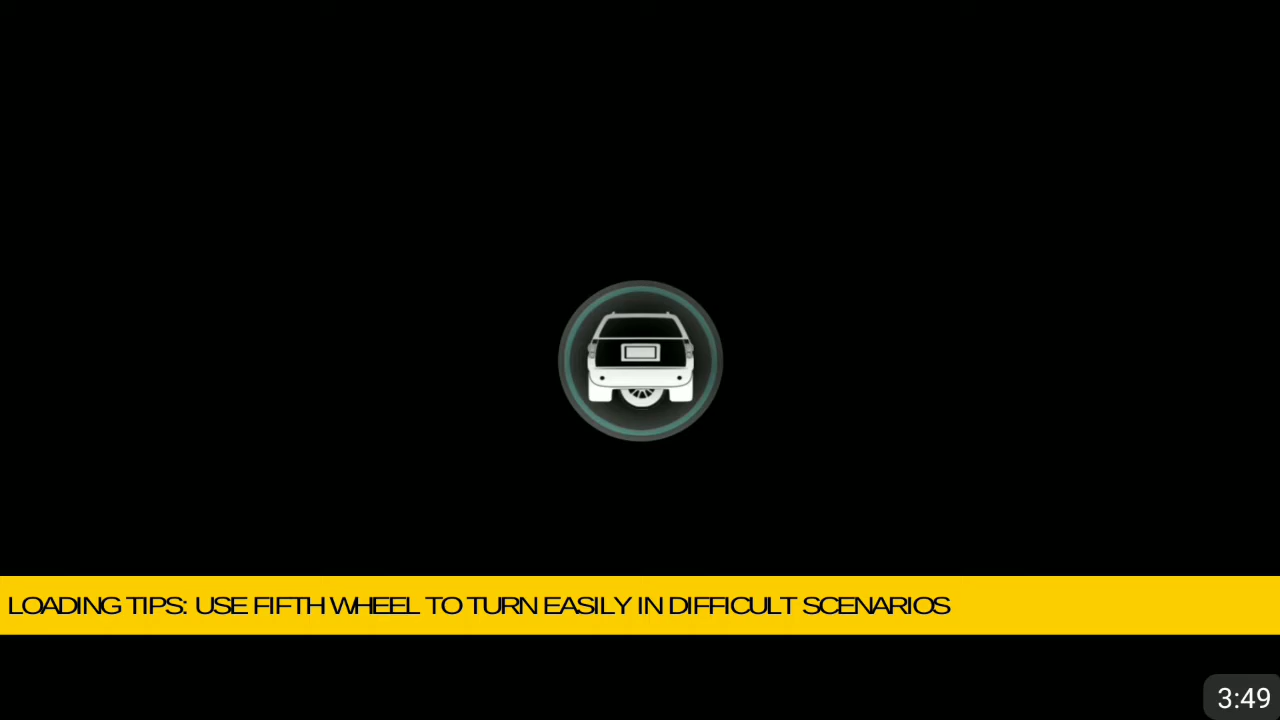 LOADING TIPS: USE FIFTH WHEEL TO TURN EASILY IN DIFFICULT SCENARIOS
3:49